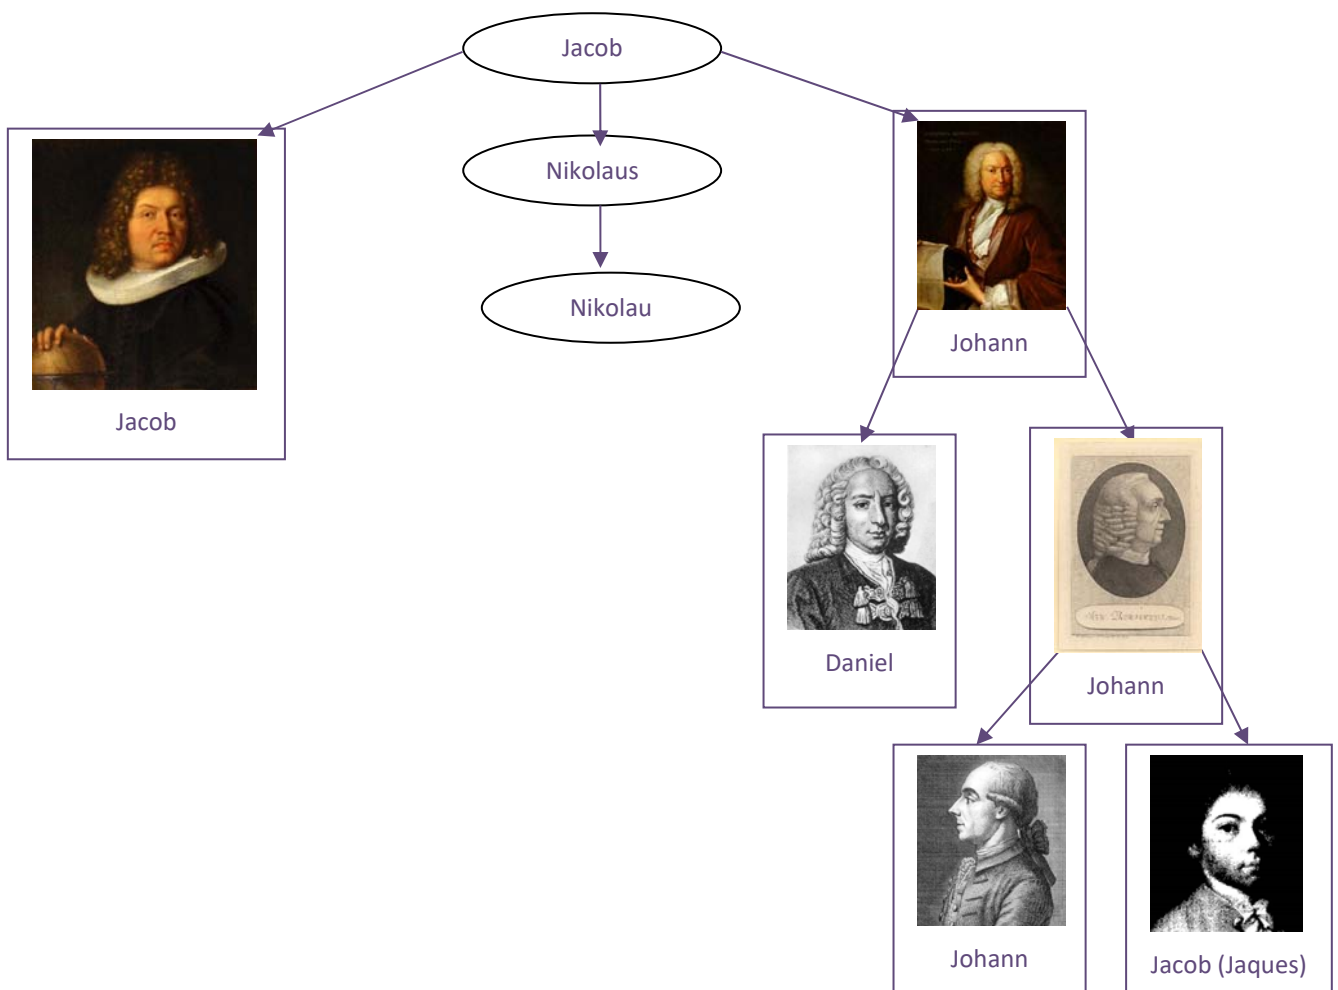 Jacob
Nikolaus
Nikolau
Johann
Jacob
Daniel
Johann
Johann
Jacob (Jaques)